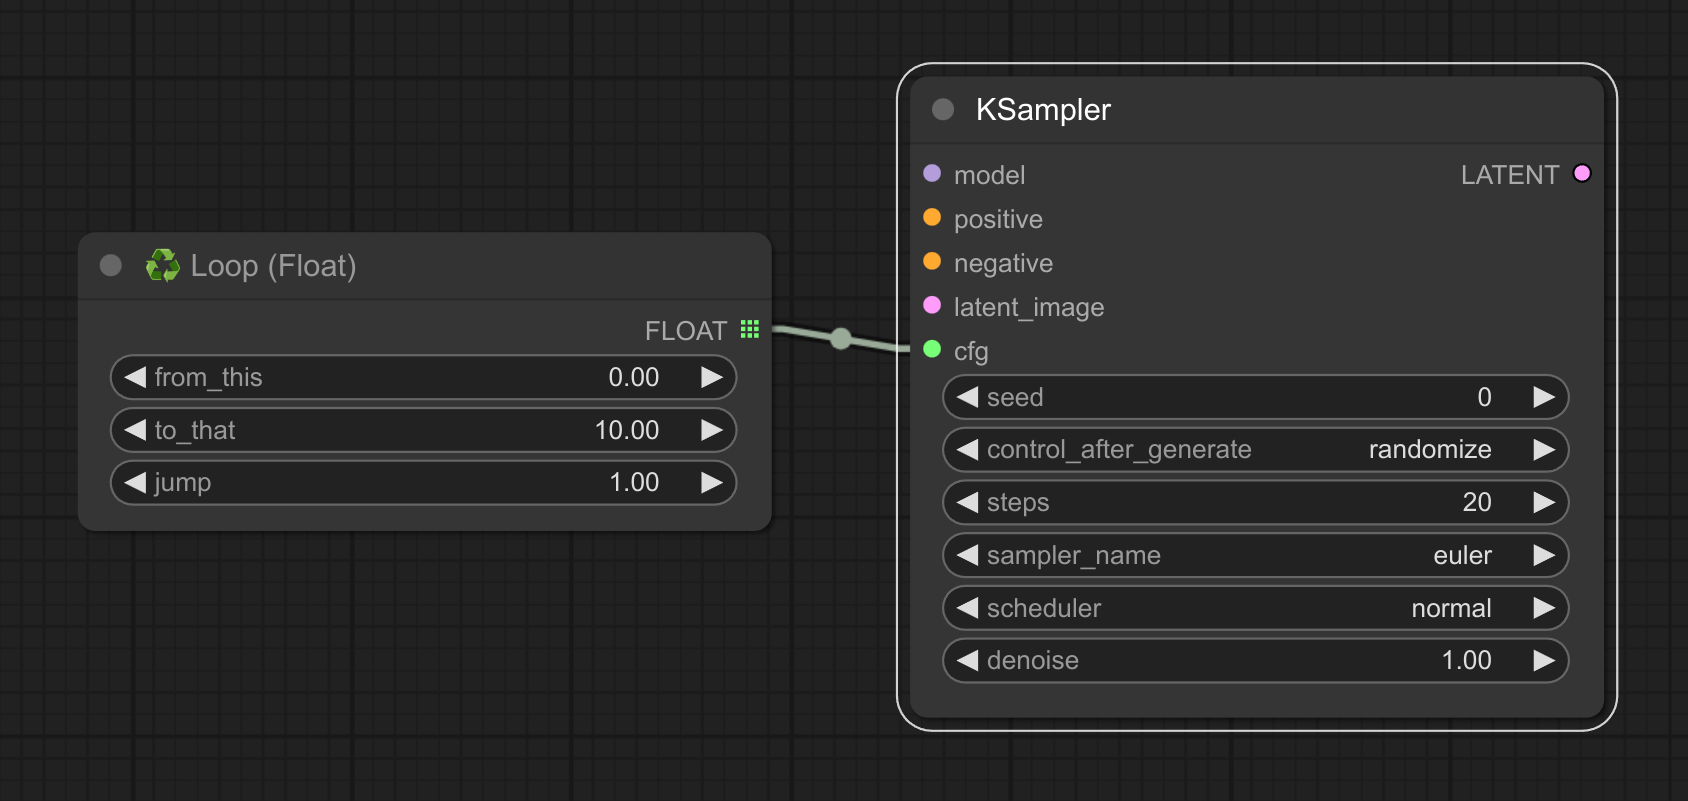 ♻️ Loop (Float)
FLOAT
from_this 0.00
to_that 10.00
jump 1.00
KSampler
model LATENT
positive
negative
latent_image
cfg
seed 0
control_after_generate randomize
steps 20
sampler_name euler
scheduler normal
denoise 1.00